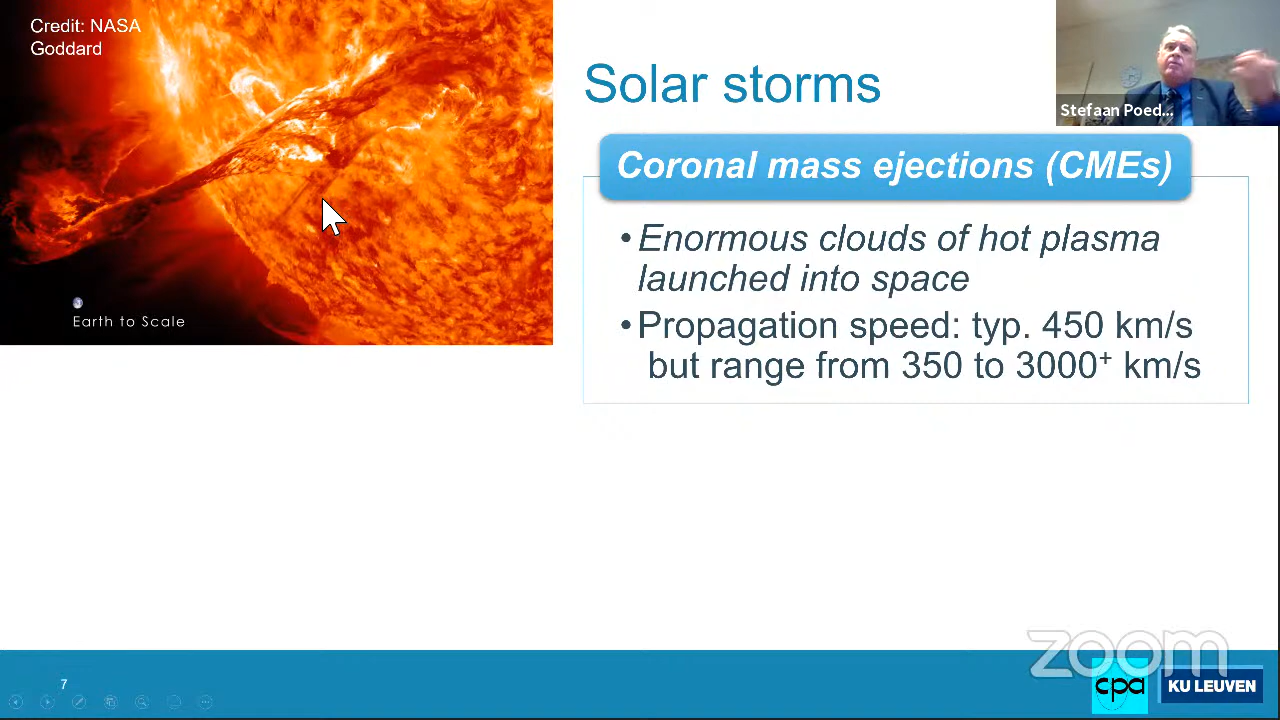 Credit: NASA
Goddard
Solar storms
Stefaan Poed...
Coronal mass ejections (CMEs)
•Enormous clouds of hot plasma
launched into space
•Propagation speed: typ. 450 km/s
but range from 350 to 3000⁺ km/s
Earth to Scale
zoom
7
cpa
KU LEUVEN